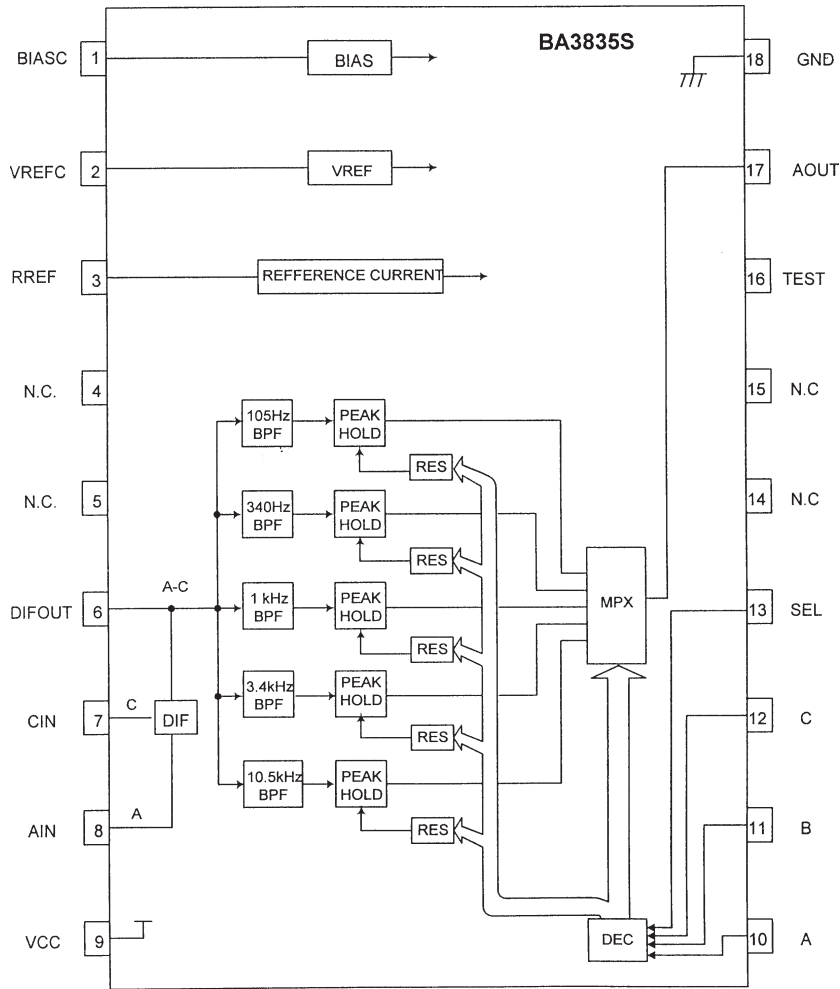 BA3835S
BIASC 1 BIAS
18 GND
VREFC 2 VREF
17 AOUT
RREF 3 REFFERENCE CURRENT
16 TEST
N.C. 4
15 N.C
105Hz BPF
PEAK HOLD
RES
N.C. 5
14 N.C
340Hz BPF
PEAK HOLD
RES
A-C
DIFOUT 6
1 kHz BPF
PEAK HOLD
MPX
13 SEL
RES
CIN 7 C DIF
3.4kHz BPF
PEAK HOLD
12 C
RES
AIN 8 A
10.5kHz BPF
PEAK HOLD
11 B
RES
VCC 9
DEC
10 A